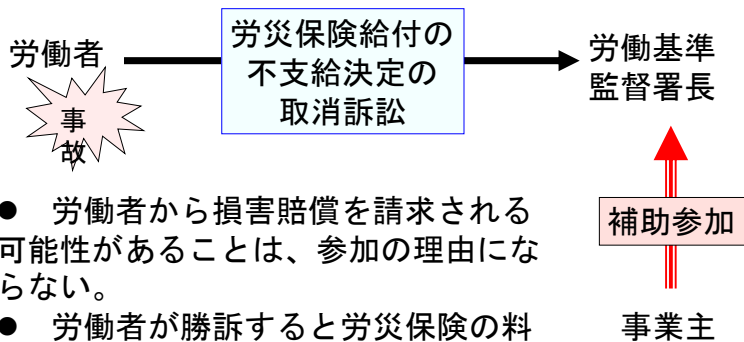 労働者
事
故
労災保険給付の
不支給決定の
取消訴訟
労働基準
監督署長
● 労働者から損害賠償を請求される
可能性があることは、参加の理由にな
らない。
● 労働者が勝訴すると労災保険の料
補助参加
事業主